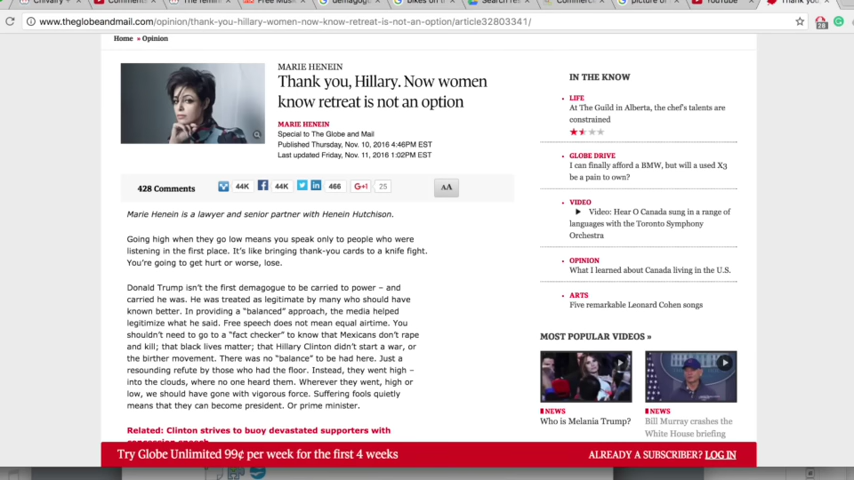 www.theglobeandmail.com/opinion/thank-you-hillary-women-now-know-retreat-is-not-an-option/article32803341/
Home » Opinion
MARIE HENEIN
Thank you, Hillary. Now women
know retreat is not an option
MARIE HENEIN
Special to The Globe and Mail
Published Thursday, Nov. 10, 2016 4:46PM EST
Last updated Friday, Nov. 11, 2016 1:02PM EST
428 Comments
44K
44K
466
G+1
25
AA
Marie Henein is a lawyer and senior partner with Henein Hutchison.
Going high when they go low means you speak only to people who were
listening in the first place. It's like bringing thank-you cards to a knife fight.
You're going to get hurt or worse, lose.
Donald Trump isn't the first demagogue to be carried to power – and
carried he was. He was treated as legitimate by many who should have
known better. In providing a "balanced" approach, the media helped
legitimize what he said. Free speech does not mean equal airtime. You
shouldn't need to go to a "fact checker" to know that Mexicans don't rape
and kill; that black lives matter; that Hillary Clinton didn't start a war, or
the birther movement. There was no "balance" to be had here. Just a
resounding refute by those who had the floor. Instead, they went high –
into the clouds, where no one heard them. Wherever they went, high or
low, we should have gone with vigorous force. Suffering fools quietly
means that they can become president. Or prime minister.
Related: Clinton strives to buoy devastated supporters with
IN THE KNOW
LIFE
At The Guild in Alberta, the chef's talents are
constrained
GLOBE DRIVE
I can finally afford a BMW, but will a used X3
be a pain to own?
VIDEO
Video: Hear O Canada sung in a range of
languages with the Toronto Symphony
Orchestra
OPINION
What I learned about Canada living in the U.S.
ARTS
Five remarkable Leonard Cohen songs
MOST POPULAR VIDEOS »
NEWS
Who is Melania Trump?
NEWS
Bill Murray crashes the
White House briefing
Try Globe Unlimited 99¢ per week for the first 4 weeks
ALREADY A SUBSCRIBER? LOG IN